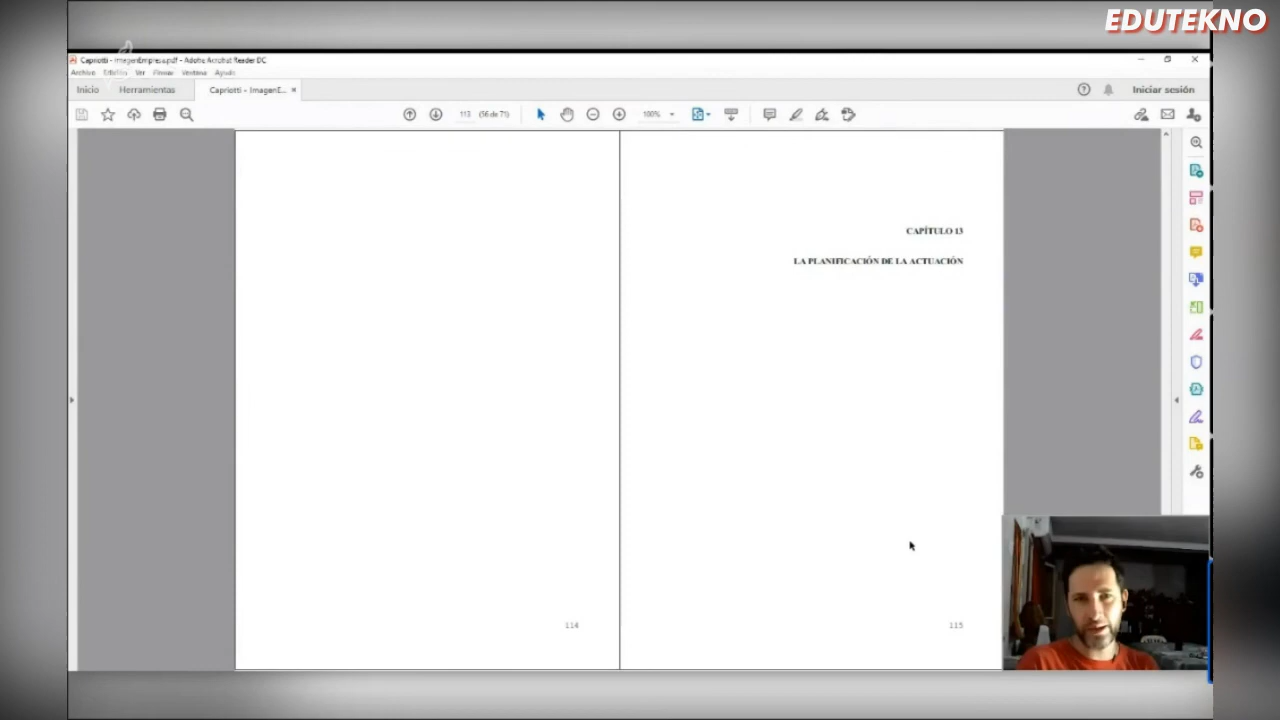 EDUTEKNO
Capriotti - ImagenEmpresa.pdf - Adobe Acrobat Reader DC
Archivo Edición Ver Firmar Ventana Ayuda
Inicio Herramientas Capriotti - ImagenE... × Iniciar sesión
113 (56 de 71) 100%
CAPÍTULO 13
LA PLANIFICACIÓN DE LA ACTUACIÓN
114
115